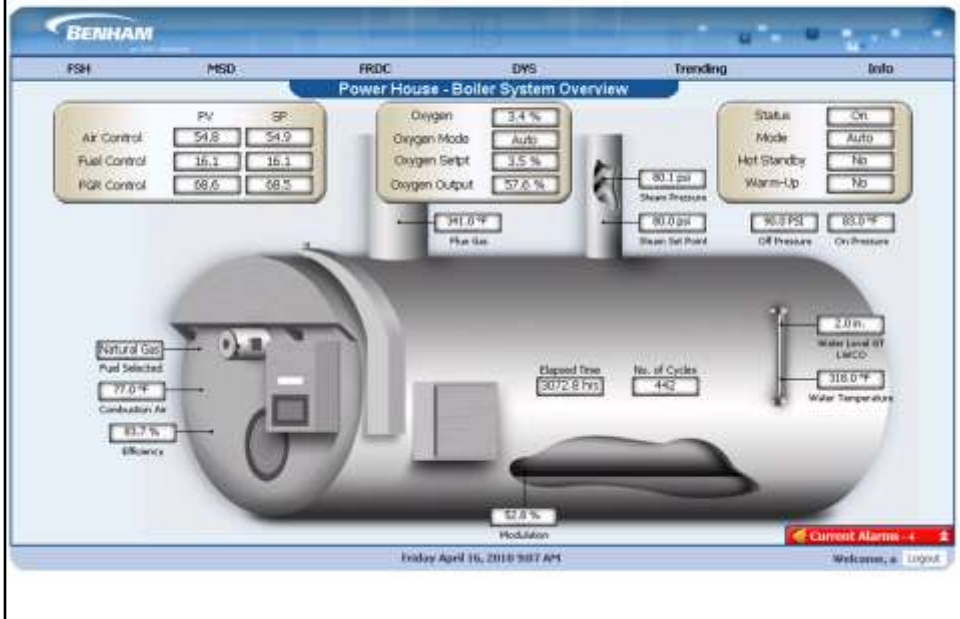 BENHAM
FSH MSD FRDC DVS Trending Info
Power House - Boiler System Overview
PV SP
Air Control 54.8 54.9
Fuel Control 16.1 16.1
FGR Control 68.6 68.5
Oxygen 3.4 %
Oxygen Mode Auto
Oxygen Setpt 3.5 %
Oxygen Output 57.6 %
Status On
Mode Auto
Hot Standby No
Warm-Up No
80.1 psi
Steam Pressure
341.0 °F
Flue Gas
80.0 psi
Steam Set Point
90.0 PSI
Off Pressure
83.0 °F
On Pressure
Natural Gas
Fuel Selected
77.0 °F
Combustion Air
83.7 %
Efficiency
Elapsed Time
3072.8 hrs
No. of Cycles
442
2.0 in.
Water Level
LWCO
318.0 °F
Water Temperature
52.8 %
Modulation
Current Alarms - 4
Friday April 16, 2010 9:07 AM
Welcome, a Logout